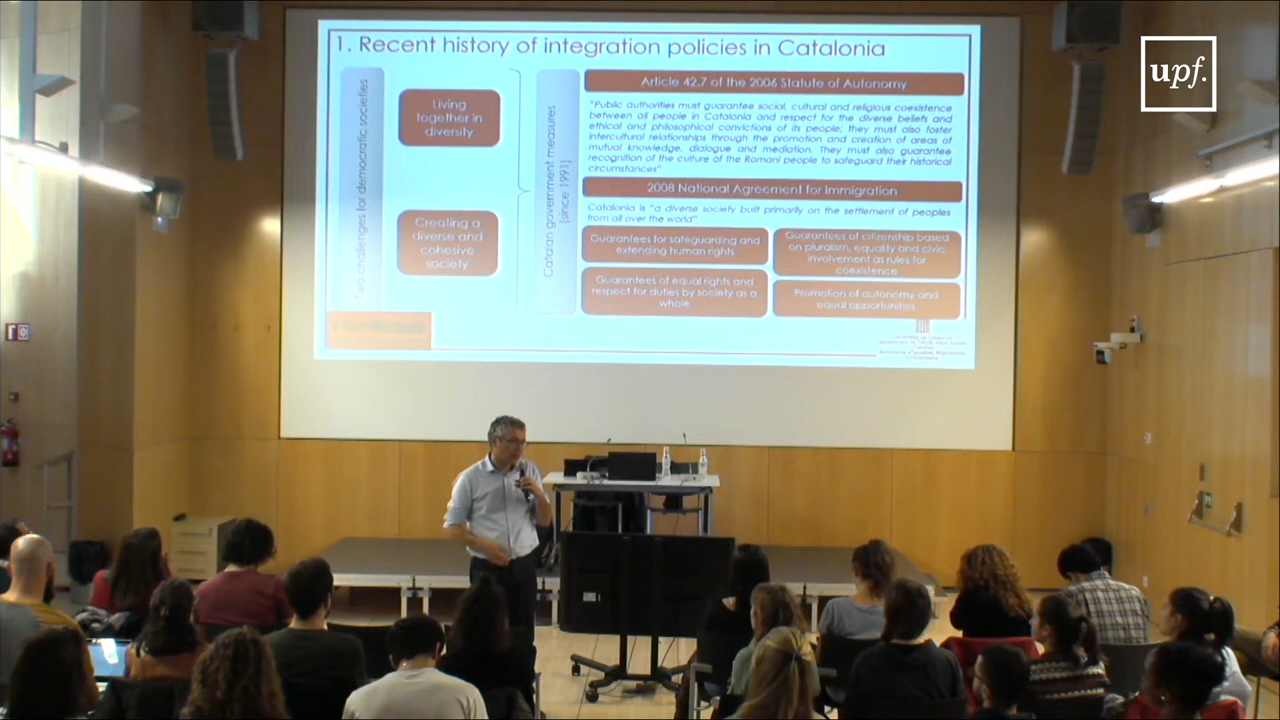 1. Recent history of integration policies in Catalonia
upf.
Two challenges for democratic societies
Living
together in
diversity
Creating a
diverse and
cohesive
society
Catalan government measures
(since 1991)
Article 42.7 of the 2006 Statute of Autonomy
"Public authorities must guarantee social, cultural and religious coexistence
between all people in Catalonia and respect for the diverse beliefs and
ethical and philosophical convictions of its people; they must also foster
intercultural relationships through the promotion and creation of areas of
mutual knowledge, dialogue and mediation. They must also guarantee
recognition of the culture of the Romani people to safeguard their historical
circumstances"
2008 National Agreement for Immigration
Catalonia is "a diverse society built primarily on the settlement of peoples
from all over the world"
Guarantees for safeguarding and
extending human rights
Guarantees of citizenship based
on pluralism, equality and civic
involvement as rules for
coexistence
Guarantees of equal rights and
respect for duties by society as a
whole
Promotion of autonomy and
equal opportunities